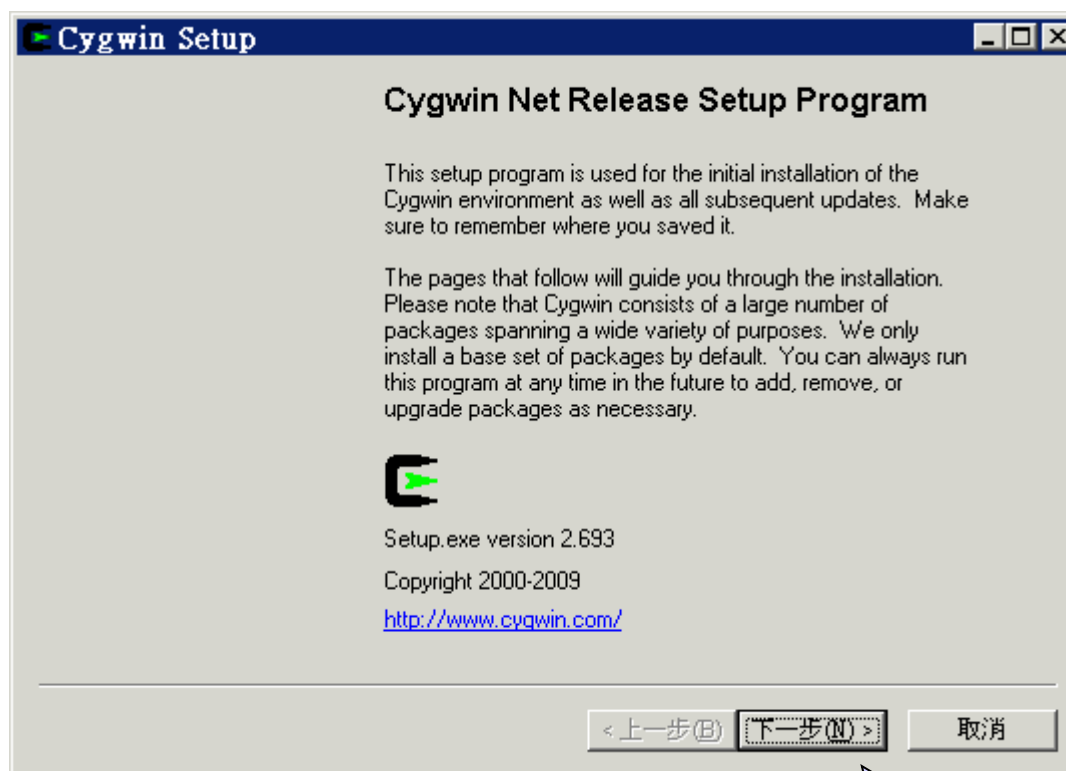 Cygwin Setup
Cygwin Net Release Setup Program
This setup program is used for the initial installation of the
Cygwin environment as well as all subsequent updates.  Make
sure to remember where you saved it.
The pages that follow will guide you through the installation.
Please note that Cygwin consists of a large number of
packages spanning a wide variety of purposes.  We only
install a base set of packages by default.  You can always run
this program at any time in the future to add, remove, or
upgrade packages as necessary.
Setup.exe version 2.693
Copyright 2000-2009
http://www.cygwin.com/
<上一步(B) 下一步(N)> 取消